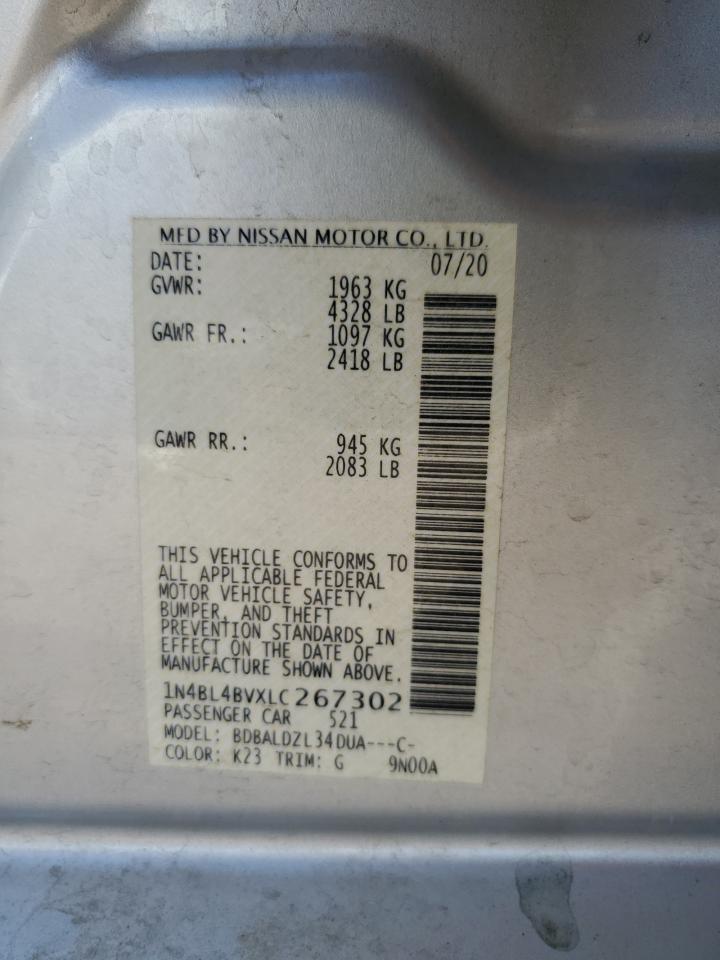 MFD BY NISSAN MOTOR CO., LTD.
DATE: 07/20
GVWR: 1963 KG
4328 LB
GAWR FR.: 1097 KG
2418 LB
GAWR RR.: 945 KG
2083 LB
THIS VEHICLE CONFORMS TO
ALL APPLICABLE FEDERAL
MOTOR VEHICLE SAFETY,
BUMPER, AND THEFT
PREVENTION STANDARDS IN
EFFECT ON THE DATE OF
MANUFACTURE SHOWN ABOVE.
1N4BL4BVXLC267302
PASSENGER CAR 521
MODEL: BDBALDZL34DUA---C-
COLOR: K23 TRIM: G 9N00A